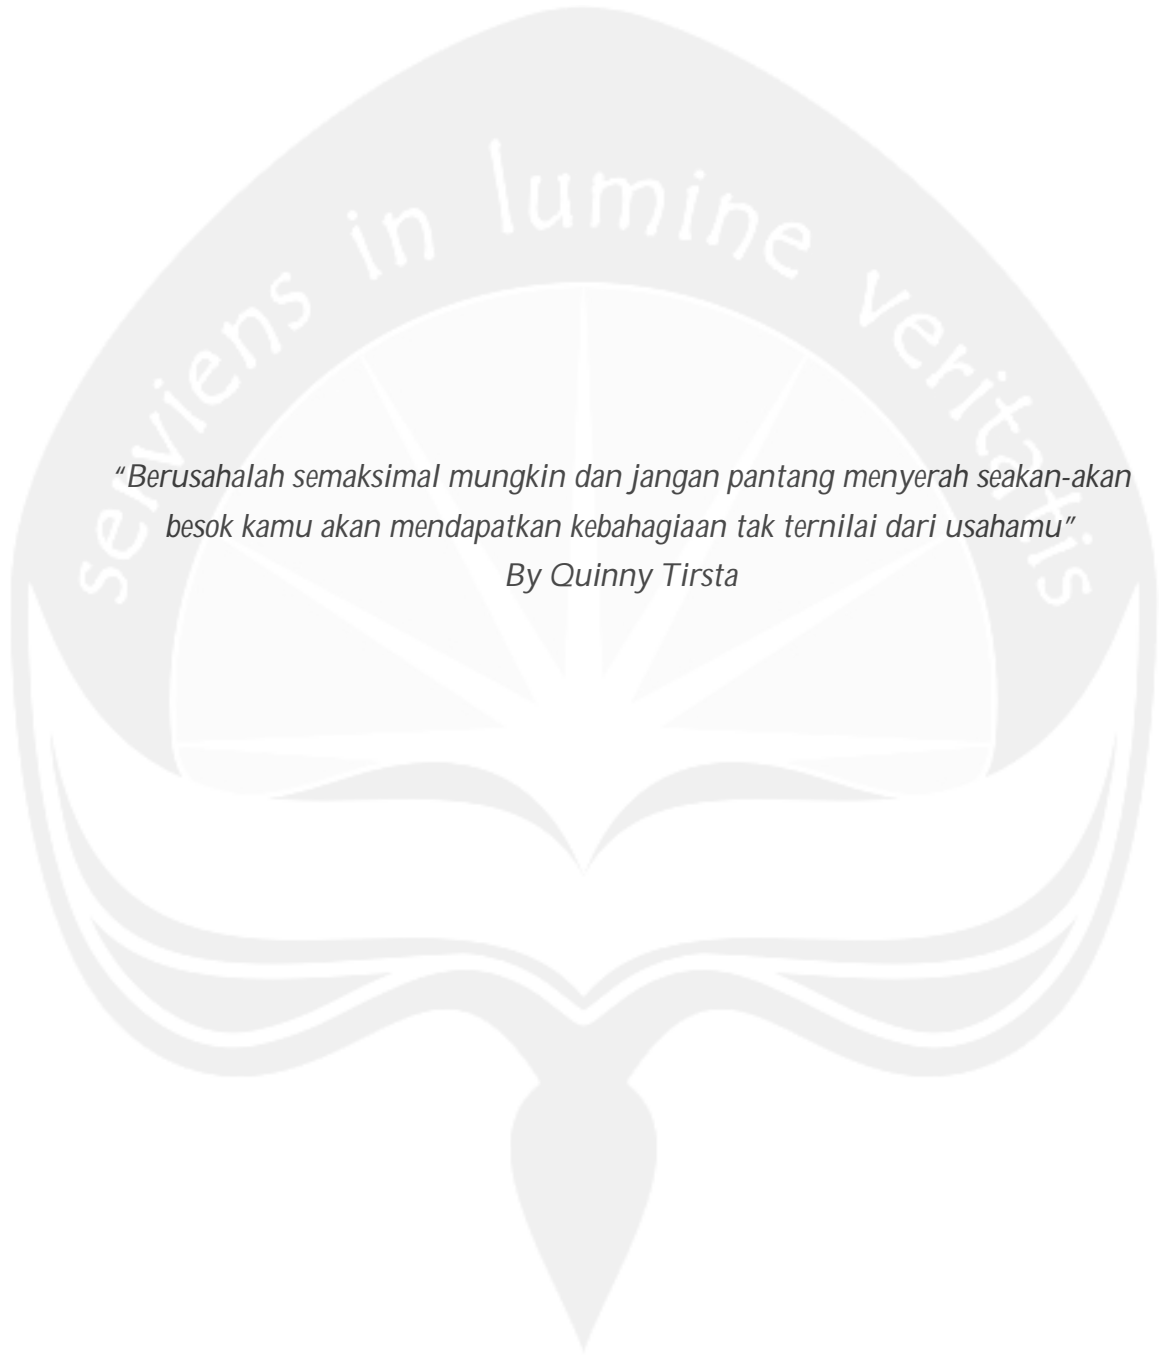 serviens in lumine veritatis
“Berusahalah semaksimal mungkin dan jangan pantang menyerah seakan-akan
besok kamu akan mendapatkan kebahagiaan tak ternilai dari usahamu”
By Quinny Tirsta